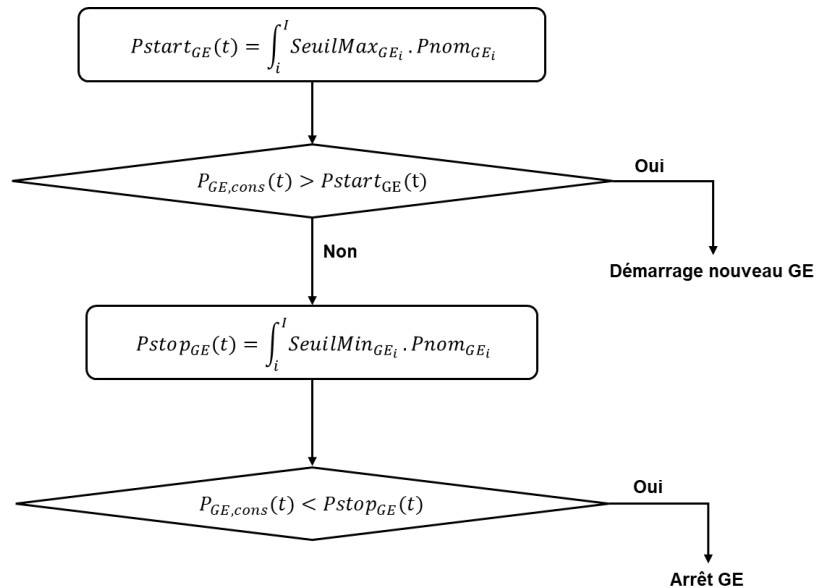 Pstart_GE(t) = ∫_i^I SeuilMax_GE_i . Pnom_GE_i
P_GE,cons(t) > Pstart_GE(t)
Oui
Démarrage nouveau GE
Non
Pstop_GE(t) = ∫_i^I SeuilMin_GE_i . Pnom_GE_i
P_GE,cons(t) < Pstop_GE(t)
Oui
Arrêt GE